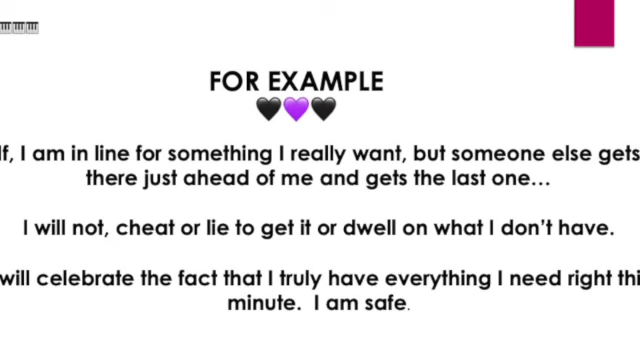 FOR EXAMPLE
If, I am in line for something I really want, but someone else gets
there just ahead of me and gets the last one…
I will not, cheat or lie to get it or dwell on what I don't have.
will celebrate the fact that I truly have everything I need right thi
minute. I am safe.